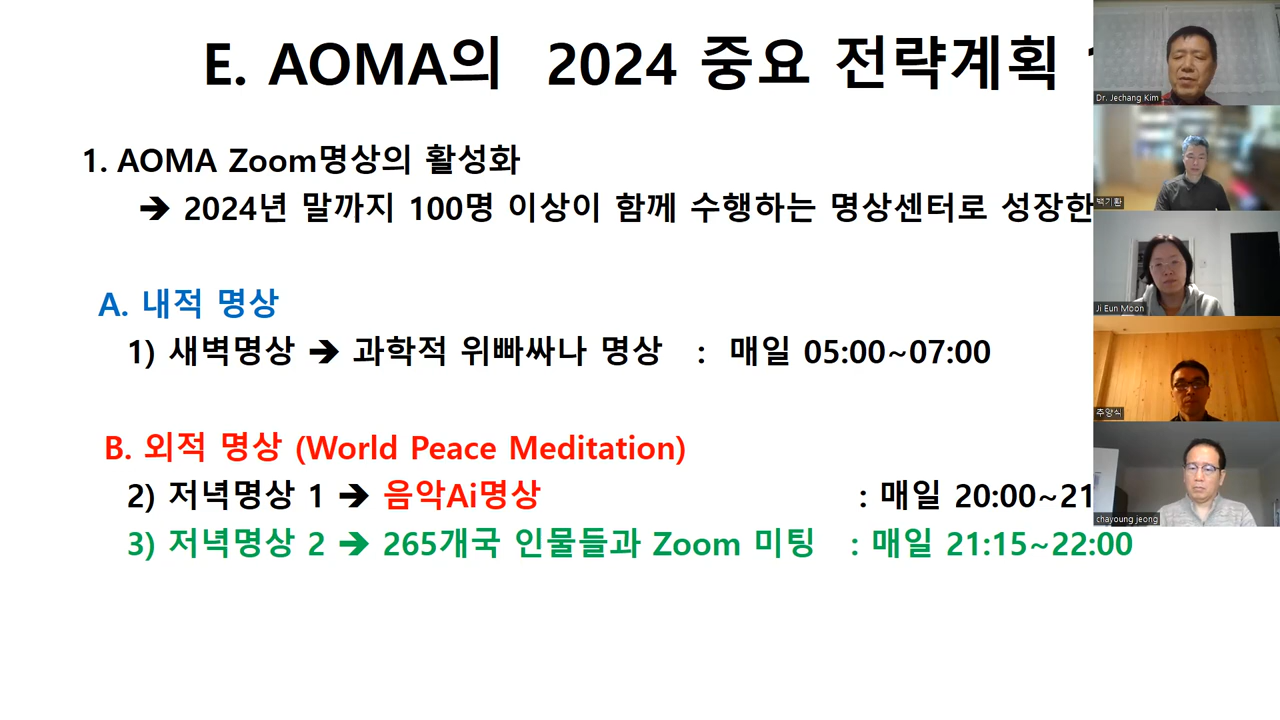 E. AOMA의 2024 중요 전략계획
1. AOMA Zoom명상의 활성화
➔ 2024년 말까지 100명 이상이 함께 수행하는 명상센터로 성장한
A. 내적 명상
1) 새벽명상 ➔ 과학적 위빠싸나 명상 : 매일 05:00~07:00
B. 외적 명상 (World Peace Meditation)
2) 저녁명상 1 ➔ 음악Ai명상 : 매일 20:00~21
3) 저녁명상 2 ➔ 265개국 인물들과 Zoom 미팅 : 매일 21:15~22:00
Dr. Jechang Kim
백기환
Ji Eun Moon
추양식
chayoung jeong